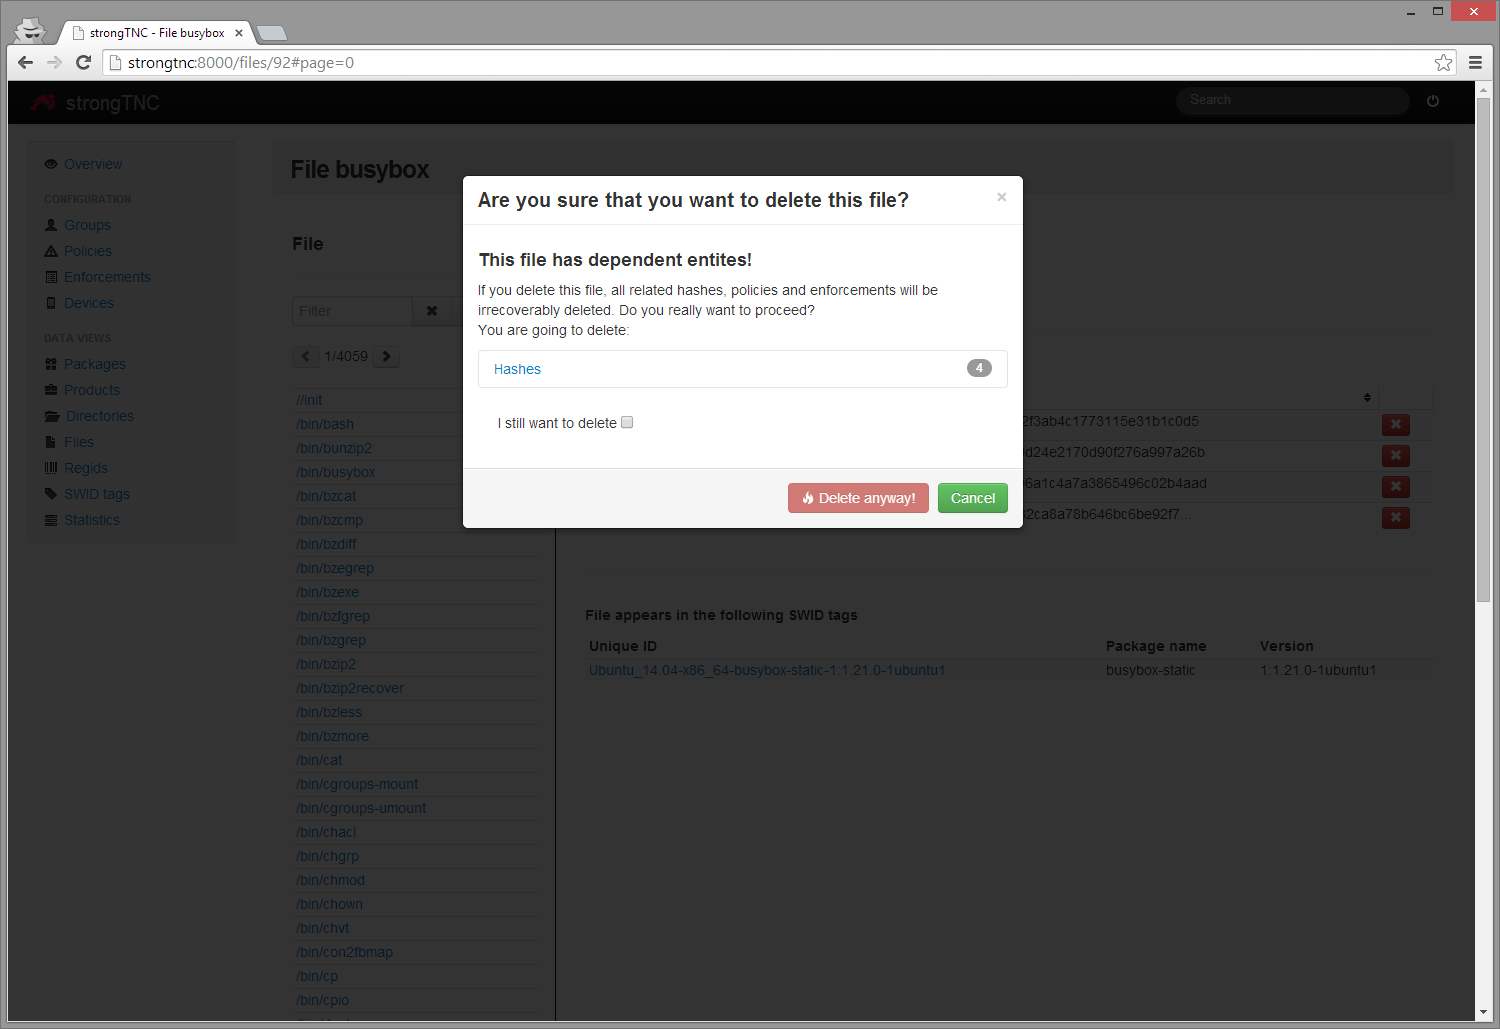 strongTNC - File busybox
strongtnc:8000/files/92#page=0
strongTNC
Search
Overview
CONFIGURATION
Groups
Policies
Enforcements
Devices
DATA VIEWS
Packages
Products
Directories
Files
Regids
SWID tags
Statistics
File busybox
File
Filter
1/4059
//init
/bin/bash
/bin/bunzip2
/bin/busybox
/bin/bzcat
/bin/bzcmp
/bin/bzdiff
/bin/bzegrep
/bin/bzexe
/bin/bzfgrep
/bin/bzgrep
/bin/bzip2
/bin/bzip2recover
/bin/bzless
/bin/bzmore
/bin/cat
/bin/cgroups-mount
/bin/cgroups-umount
/bin/chacl
/bin/chgrp
/bin/chmod
/bin/chown
/bin/chvt
/bin/con2fbmap
/bin/cp
/bin/cpio
Are you sure that you want to delete this file?
This file has dependent entites!
If you delete this file, all related hashes, policies and enforcements will be
irrecoverably deleted. Do you really want to proceed?
You are going to delete:
Hashes 4
I still want to delete
Delete anyway! Cancel
2f3ab4c1773115e31b1c0d5
d24e2170d90f276a997a26b
6a1c4a7a3865496c02b4aad
2ca8a78b646bc6be92f7...
File appears in the following SWID tags
Unique ID Package name Version
Ubuntu_14.04-x86_64-busybox-static-1:1.21.0-1ubuntu1 busybox-static 1:1.21.0-1ubuntu1